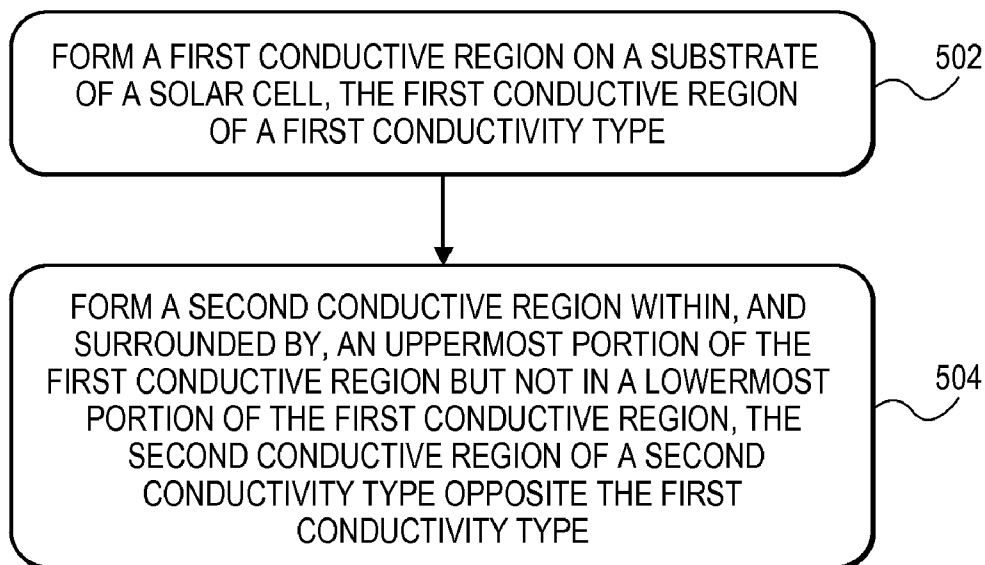 FORM A FIRST CONDUCTIVE REGION ON A SUBSTRATE
OF A SOLAR CELL, THE FIRST CONDUCTIVE REGION
OF A FIRST CONDUCTIVITY TYPE
502
FORM A SECOND CONDUCTIVE REGION WITHIN, AND
SURROUNDED BY, AN UPPERMOST PORTION OF THE
FIRST CONDUCTIVE REGION BUT NOT IN A LOWERMOST
PORTION OF THE FIRST CONDUCTIVE REGION, THE
SECOND CONDUCTIVE REGION OF A SECOND
CONDUCTIVITY TYPE OPPOSITE THE FIRST
CONDUCTIVITY TYPE
504